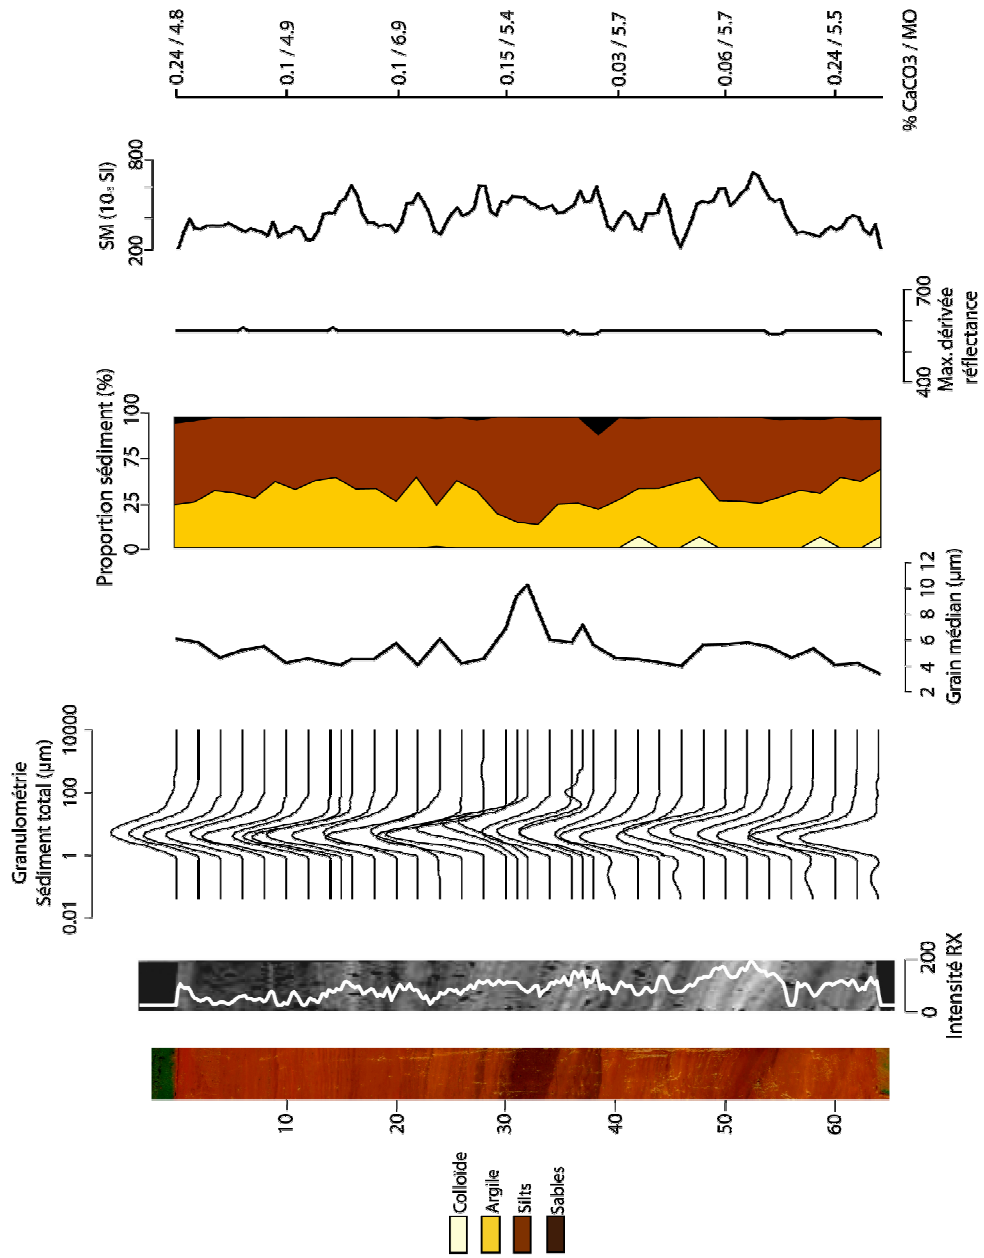 0.24 / 4.8
0.1 / 4.9
0.1 / 6.9
0.15 / 5.4
0.03 / 5.7
0.06 / 5.7
0.24 / 5.5
% CaCO3 / MO
SM (10-8 SI)
200
800
400
700
Max. dérivée
réflectance
Proportion sédiment (%)
0
25
75
100
2
4
6
8
10
12
Grain médian (µm)
Granulométrie
Sédiment total (µm)
0.01
1
100
10000
0
200
Intensité RX
10
20
30
40
50
60
Colloïde
Argile
Silts
Sables